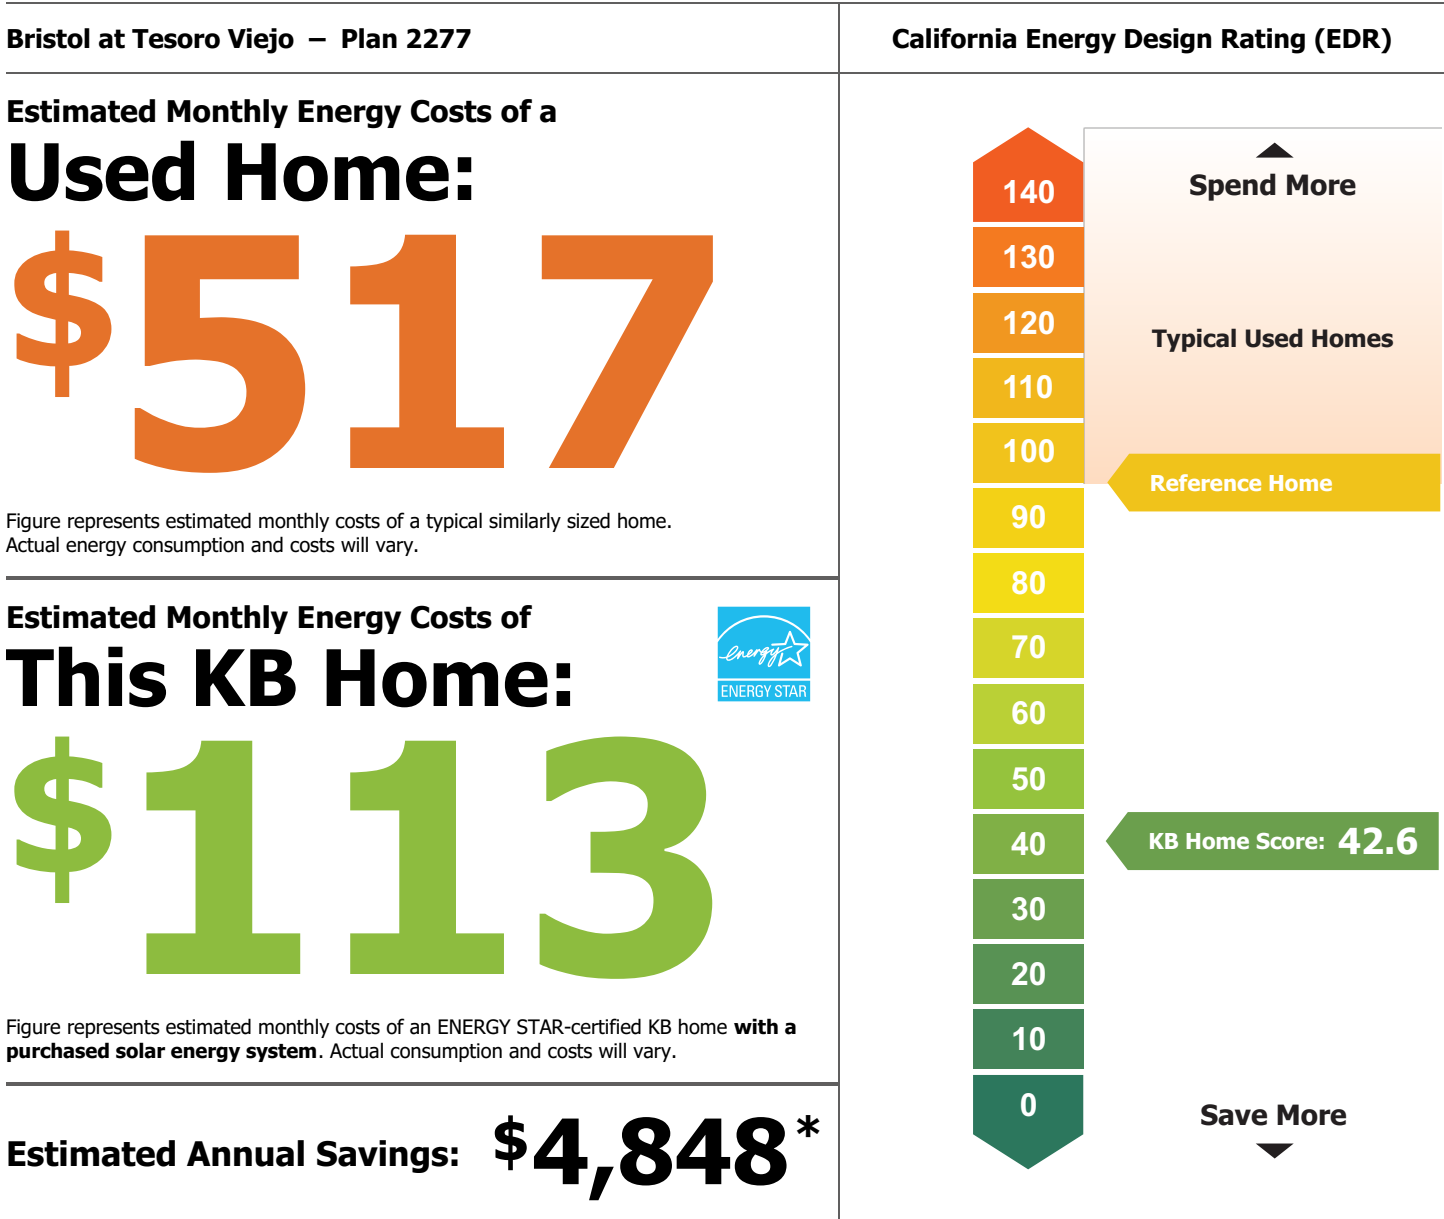 Bristol at Tesoro Viejo – Plan 2277
Estimated Monthly Energy Costs of a
Used Home:
$517
Figure represents estimated monthly costs of a typical similarly sized home.
Actual energy consumption and costs will vary.
Estimated Monthly Energy Costs of
This KB Home:
energy
ENERGY STAR
$113
Figure represents estimated monthly costs of an ENERGY STAR-certified KB home with a
purchased solar energy system. Actual consumption and costs will vary.
Estimated Annual Savings: $4,848*
California Energy Design Rating (EDR)
140
130
120
110
100
90
80
70
60
50
40
30
20
10
0
Spend More
Typical Used Homes
Reference Home
KB Home Score: 42.6
Save More